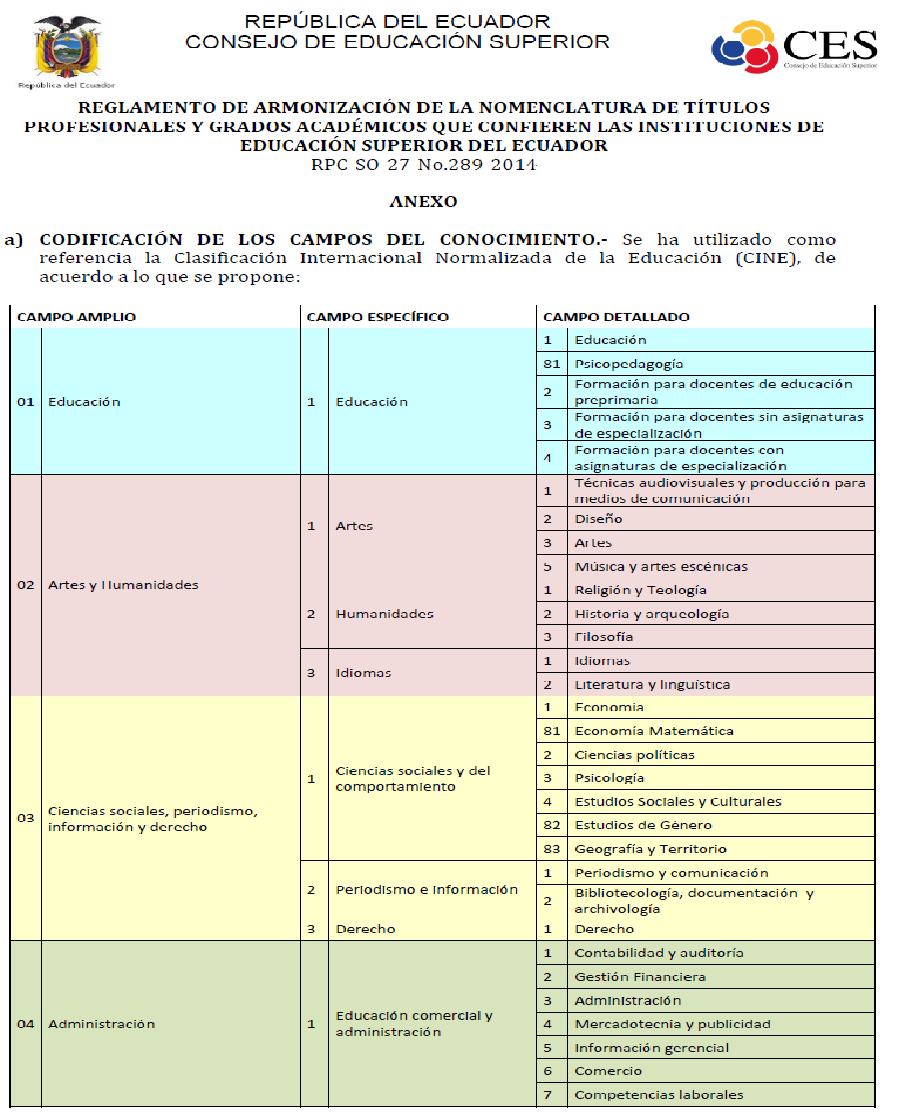 REPÚBLICA DEL ECUADOR
CONSEJO DE EDUCACIÓN SUPERIOR
República del Ecuador
CES
Consejo de Educación Superior
REGLAMENTO DE ARMONIZACIÓN DE LA NOMENCLATURA DE TÍTULOS
PROFESIONALES Y GRADOS ACADÉMICOS QUE CONFIEREN LAS INSTITUCIONES DE
EDUCACIÓN SUPERIOR DEL ECUADOR
RPC-SO-27-No.289-2014
ANEXO
a) CODIFICACIÓN DE LOS CAMPOS DEL CONOCIMIENTO.- Se ha utilizado como
referencia la Clasificación Internacional Normalizada de la Educación (CINE), de
acuerdo a lo que se propone:
CAMPO AMPLIO CAMPO ESPECÍFICO CAMPO DETALLADO
01 Educación
1 Educación
1 Educación
81 Psicopedagogía
2 Formación para docentes de educación
preprimaria
3 Formación para docentes sin asignaturas
de especialización
4 Formación para docentes con
asignaturas de especialización
02 Artes y Humanidades
1 Artes
1 Técnicas audiovisuales y producción para
medios de comunicación
2 Diseño
3 Artes
5 Música y artes escénicas
2 Humanidades
1 Religión y Teología
2 Historia y arqueología
3 Filosofía
3 Idiomas
1 Idiomas
2 Literatura y linguística
03 Ciencias sociales, periodismo,
información y derecho
1 Ciencias sociales y del
comportamiento
1 Economía
81 Economía Matemática
2 Ciencias políticas
3 Psicología
4 Estudios Sociales y Culturales
82 Estudios de Género
83 Geografía y Territorio
2 Periodismo e información
1 Periodismo y comunicación
2 Bibliotecología, documentación y
archivología
3 Derecho
1 Derecho
04 Administración
1 Educación comercial y
administración
1 Contabilidad y auditoría
2 Gestión Financiera
3 Administración
4 Mercadotecnia y publicidad
5 Información gerencial
6 Comercio
7 Competencias laborales